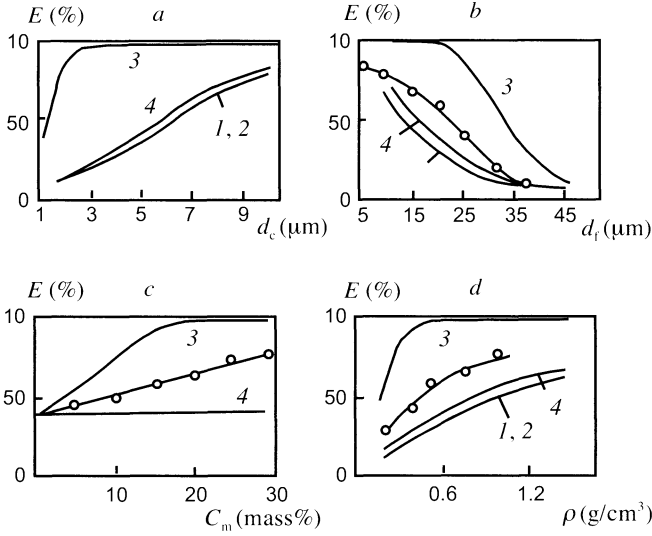 E (%) a
10
3
50
4
1, 2
0
1 3 5 7 9 d_c (μm)
E (%) b
10
3
50
4
0
5 15 25 35 45
d_f (μm)
E (%) c
10
3
50
4
0
10 20 30
C_m (mass%)
E (%) d
10
3
50
4
1, 2
0
0.6 1.2
ρ (g/cm³)